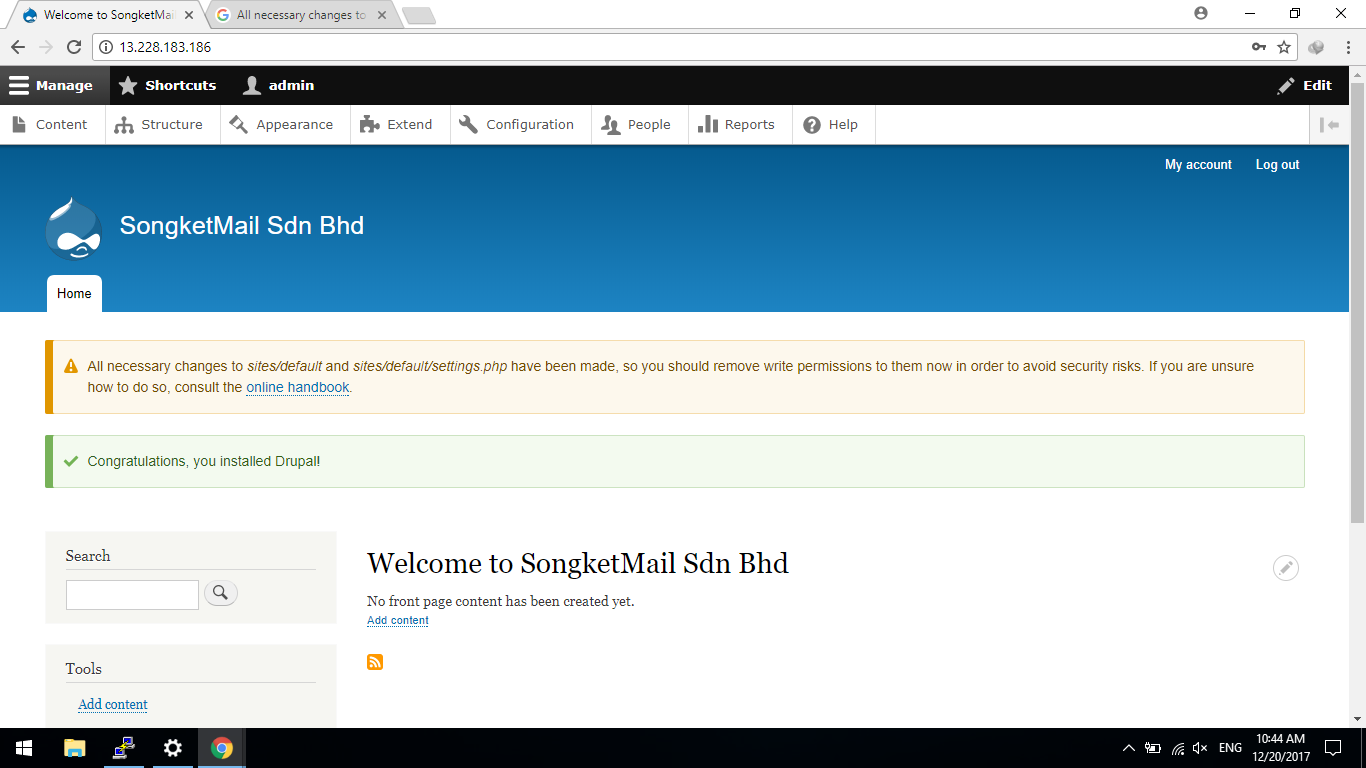 Welcome to SongketMai
All necessary changes to
13.228.183.186
Manage
Shortcuts
admin
Edit
Content
Structure
Appearance
Extend
Configuration
People
Reports
Help
My account
Log out
SongketMail Sdn Bhd
Home
All necessary changes to sites/default and sites/default/settings.php have been made, so you should remove write permissions to them now in order to avoid security risks. If you are unsure
how to do so, consult the online handbook.
Congratulations, you installed Drupal!
Search
Welcome to SongketMail Sdn Bhd
No front page content has been created yet.
Add content
Tools
Add content
ENG
10:44 AM
12/20/2017